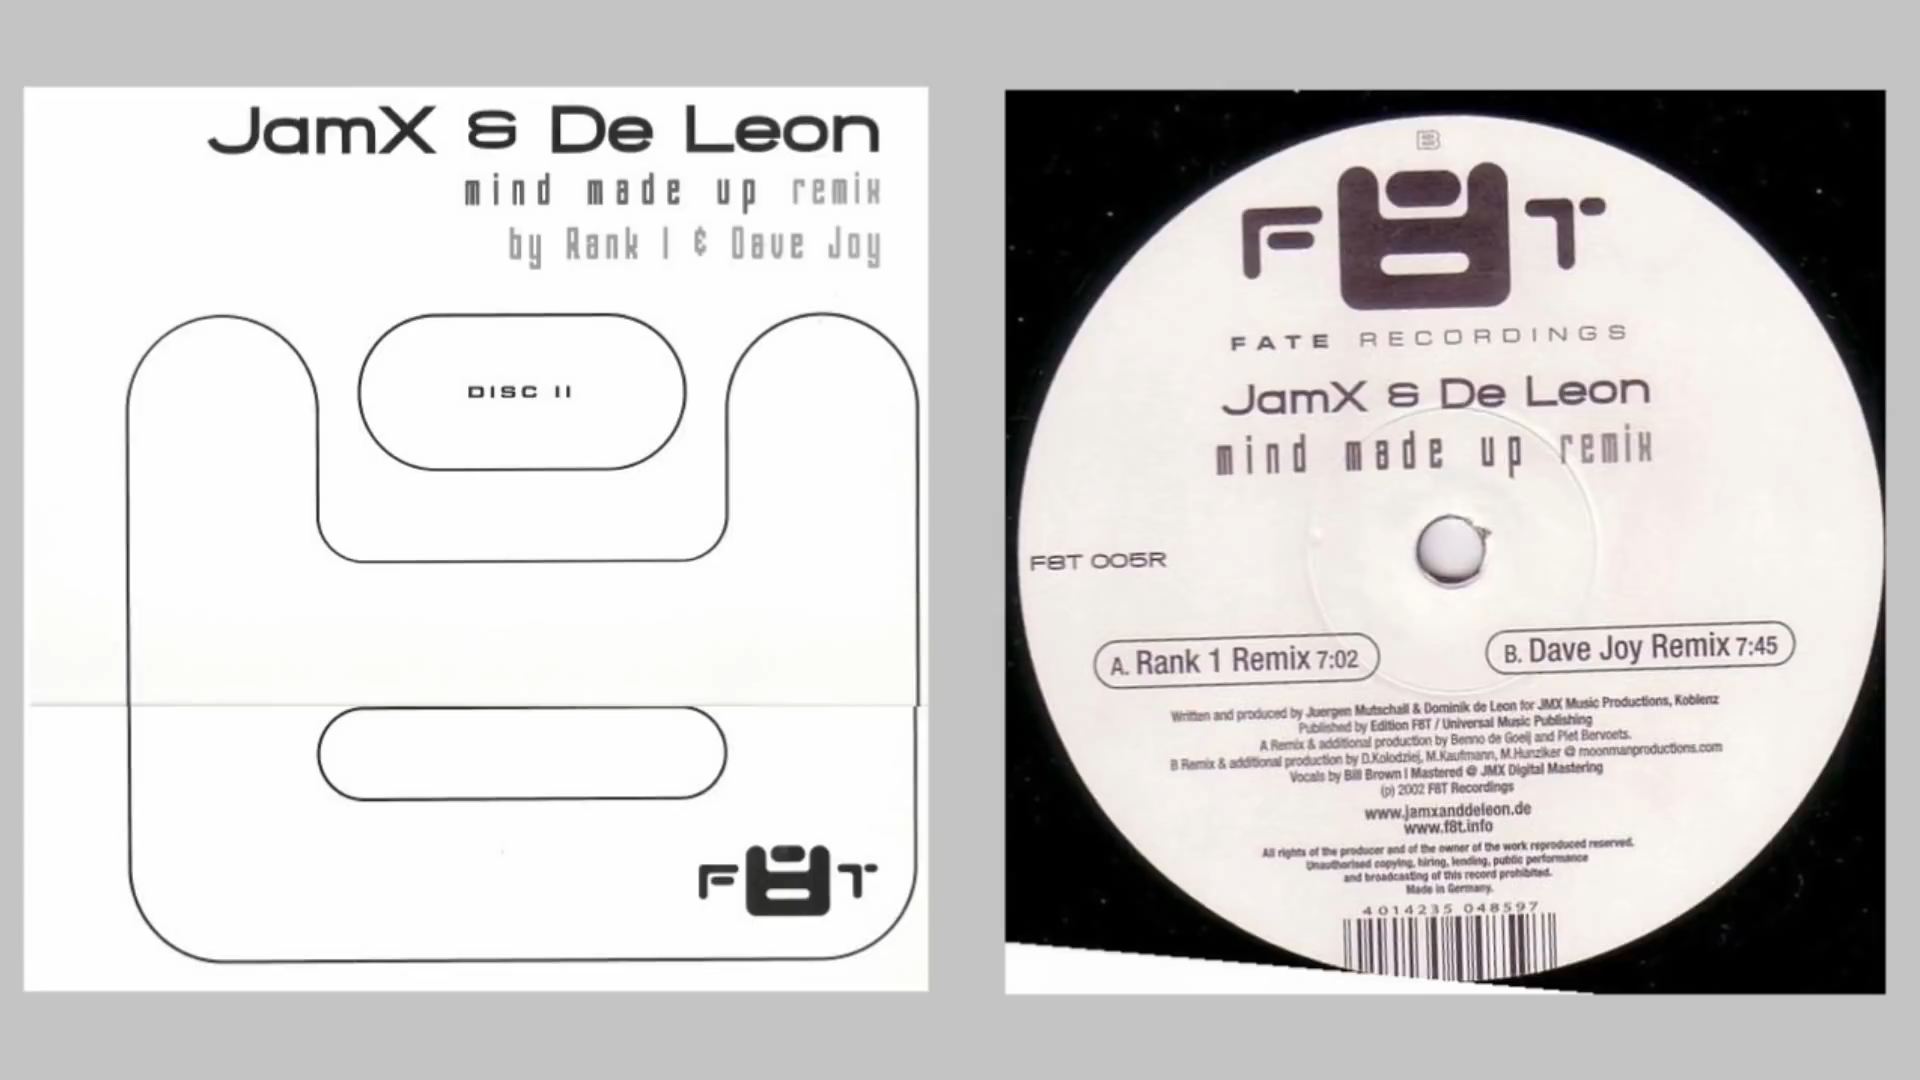 JamX & De Leon
mind made up remix
by Rank 1 & Dave Joy
DISC II
F8T
B
F8T
FATE RECORDINGS
JamX & De Leon
mind made up remix
F8T 005R
A. Rank 1 Remix 7:02
B. Dave Joy Remix 7:45
Written and produced by Juergen Mutschall & Dominik de Leon for JMX Music Productions, Koblenz
Published by Edition F8T / Universal Music Publishing
A Remix & additional production by Benno de Goeij and Piet Bervoets.
B Remix & additional production by D.Kolodziej, M.Kaufmann, M.Hunziker @ moonmanproductions.com
Vocals by Bill Brown | Mastered @ JMX Digital Mastering
(p) 2002 F8T Recordings
www.jamxanddeleon.de
www.f8t.info
All rights of the producer and of the owner of the work reproduced reserved.
Unauthorised copying, hiring, lending, public performance
and broadcasting of this record prohibited.
Made in Germany.
4 014235 048597